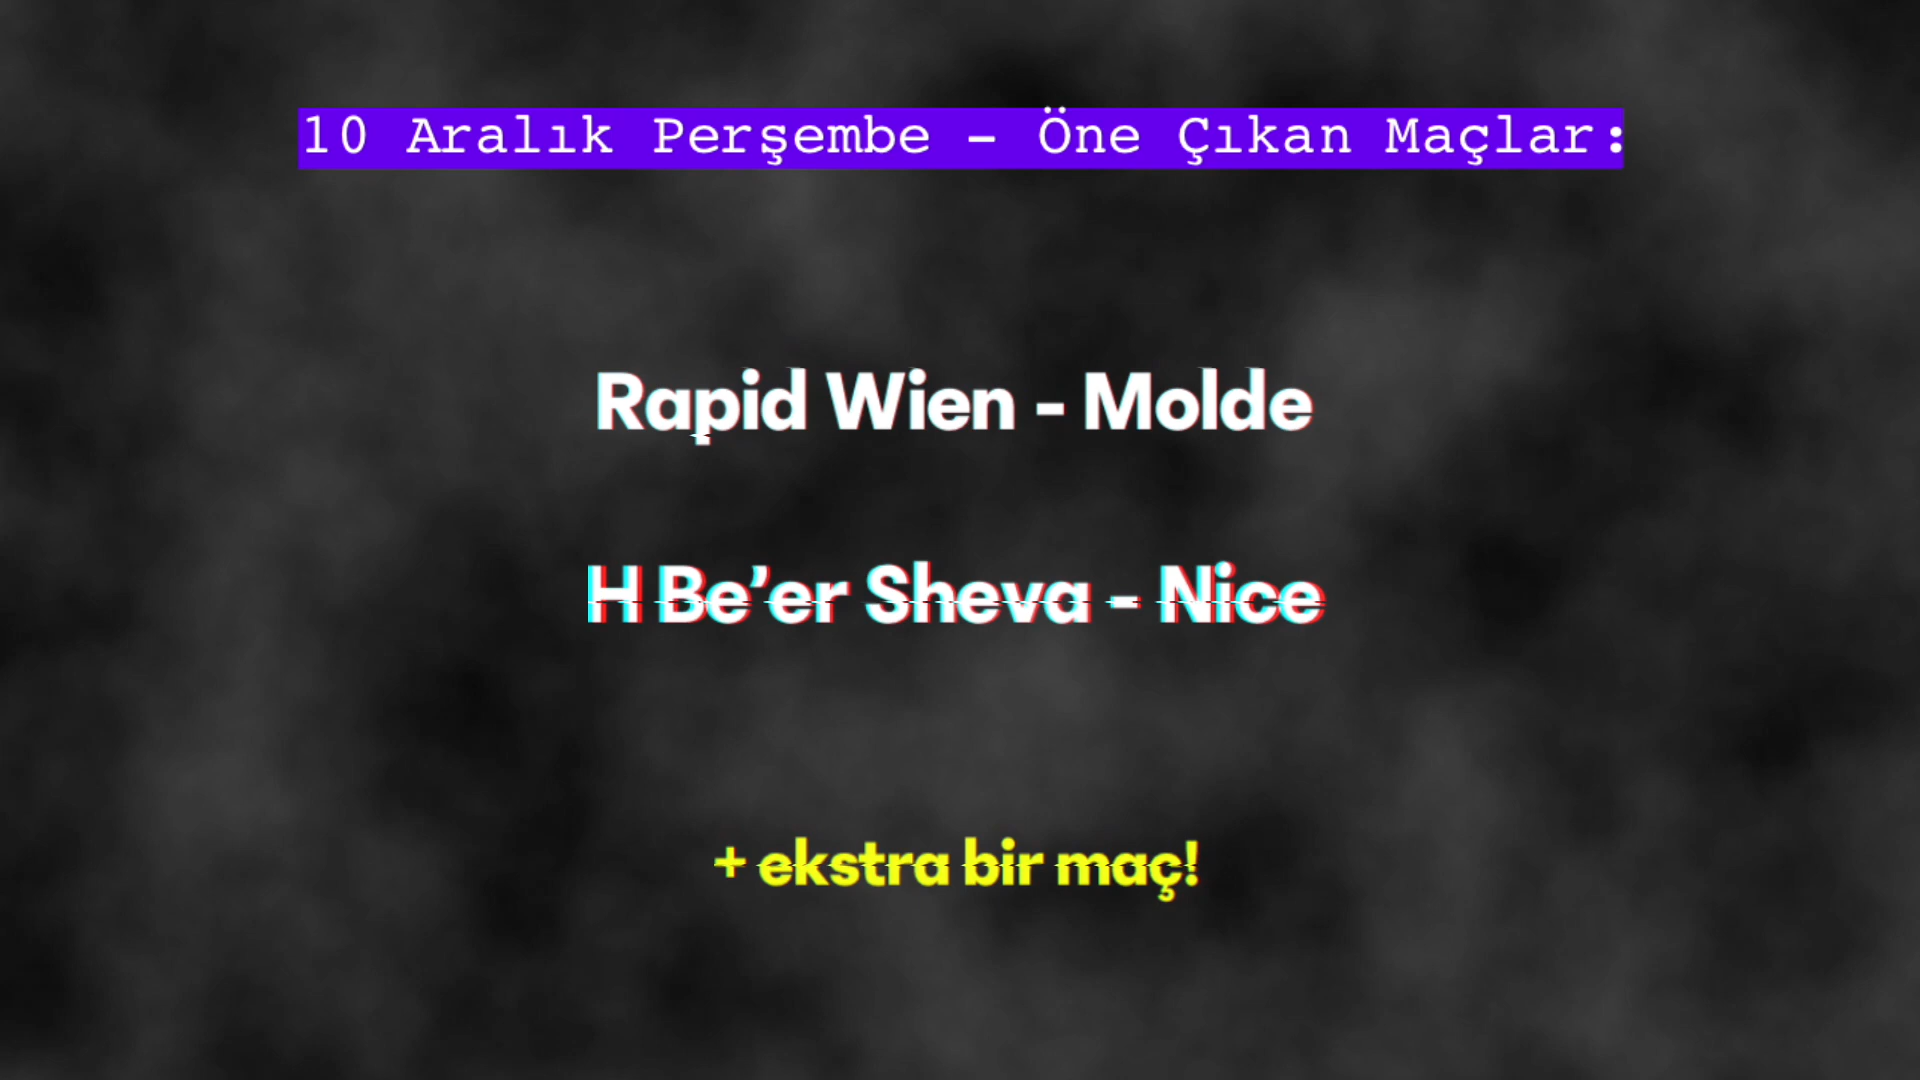 10 Aralık Perşembe - Öne Çıkan Maçlar:
Rapid Wien - Molde
H Be’er Sheva - Nice
+ ekstra bir maç!